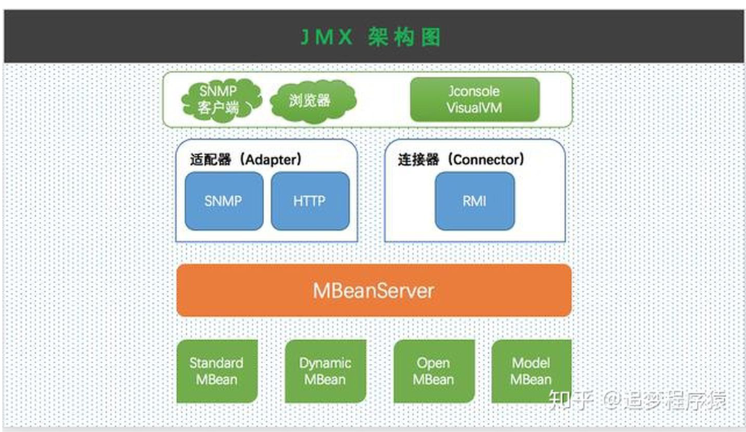 JMX 架构图
SNMP
客户端
浏览器
Jconsole
VisualVM
适配器（Adapter）
连接器（Connector）
SNMP
HTTP
RMI
MBeanServer
Standard
MBean
Dynamic
MBean
Open
MBean
Model
MBean
知乎 @追梦程序猿